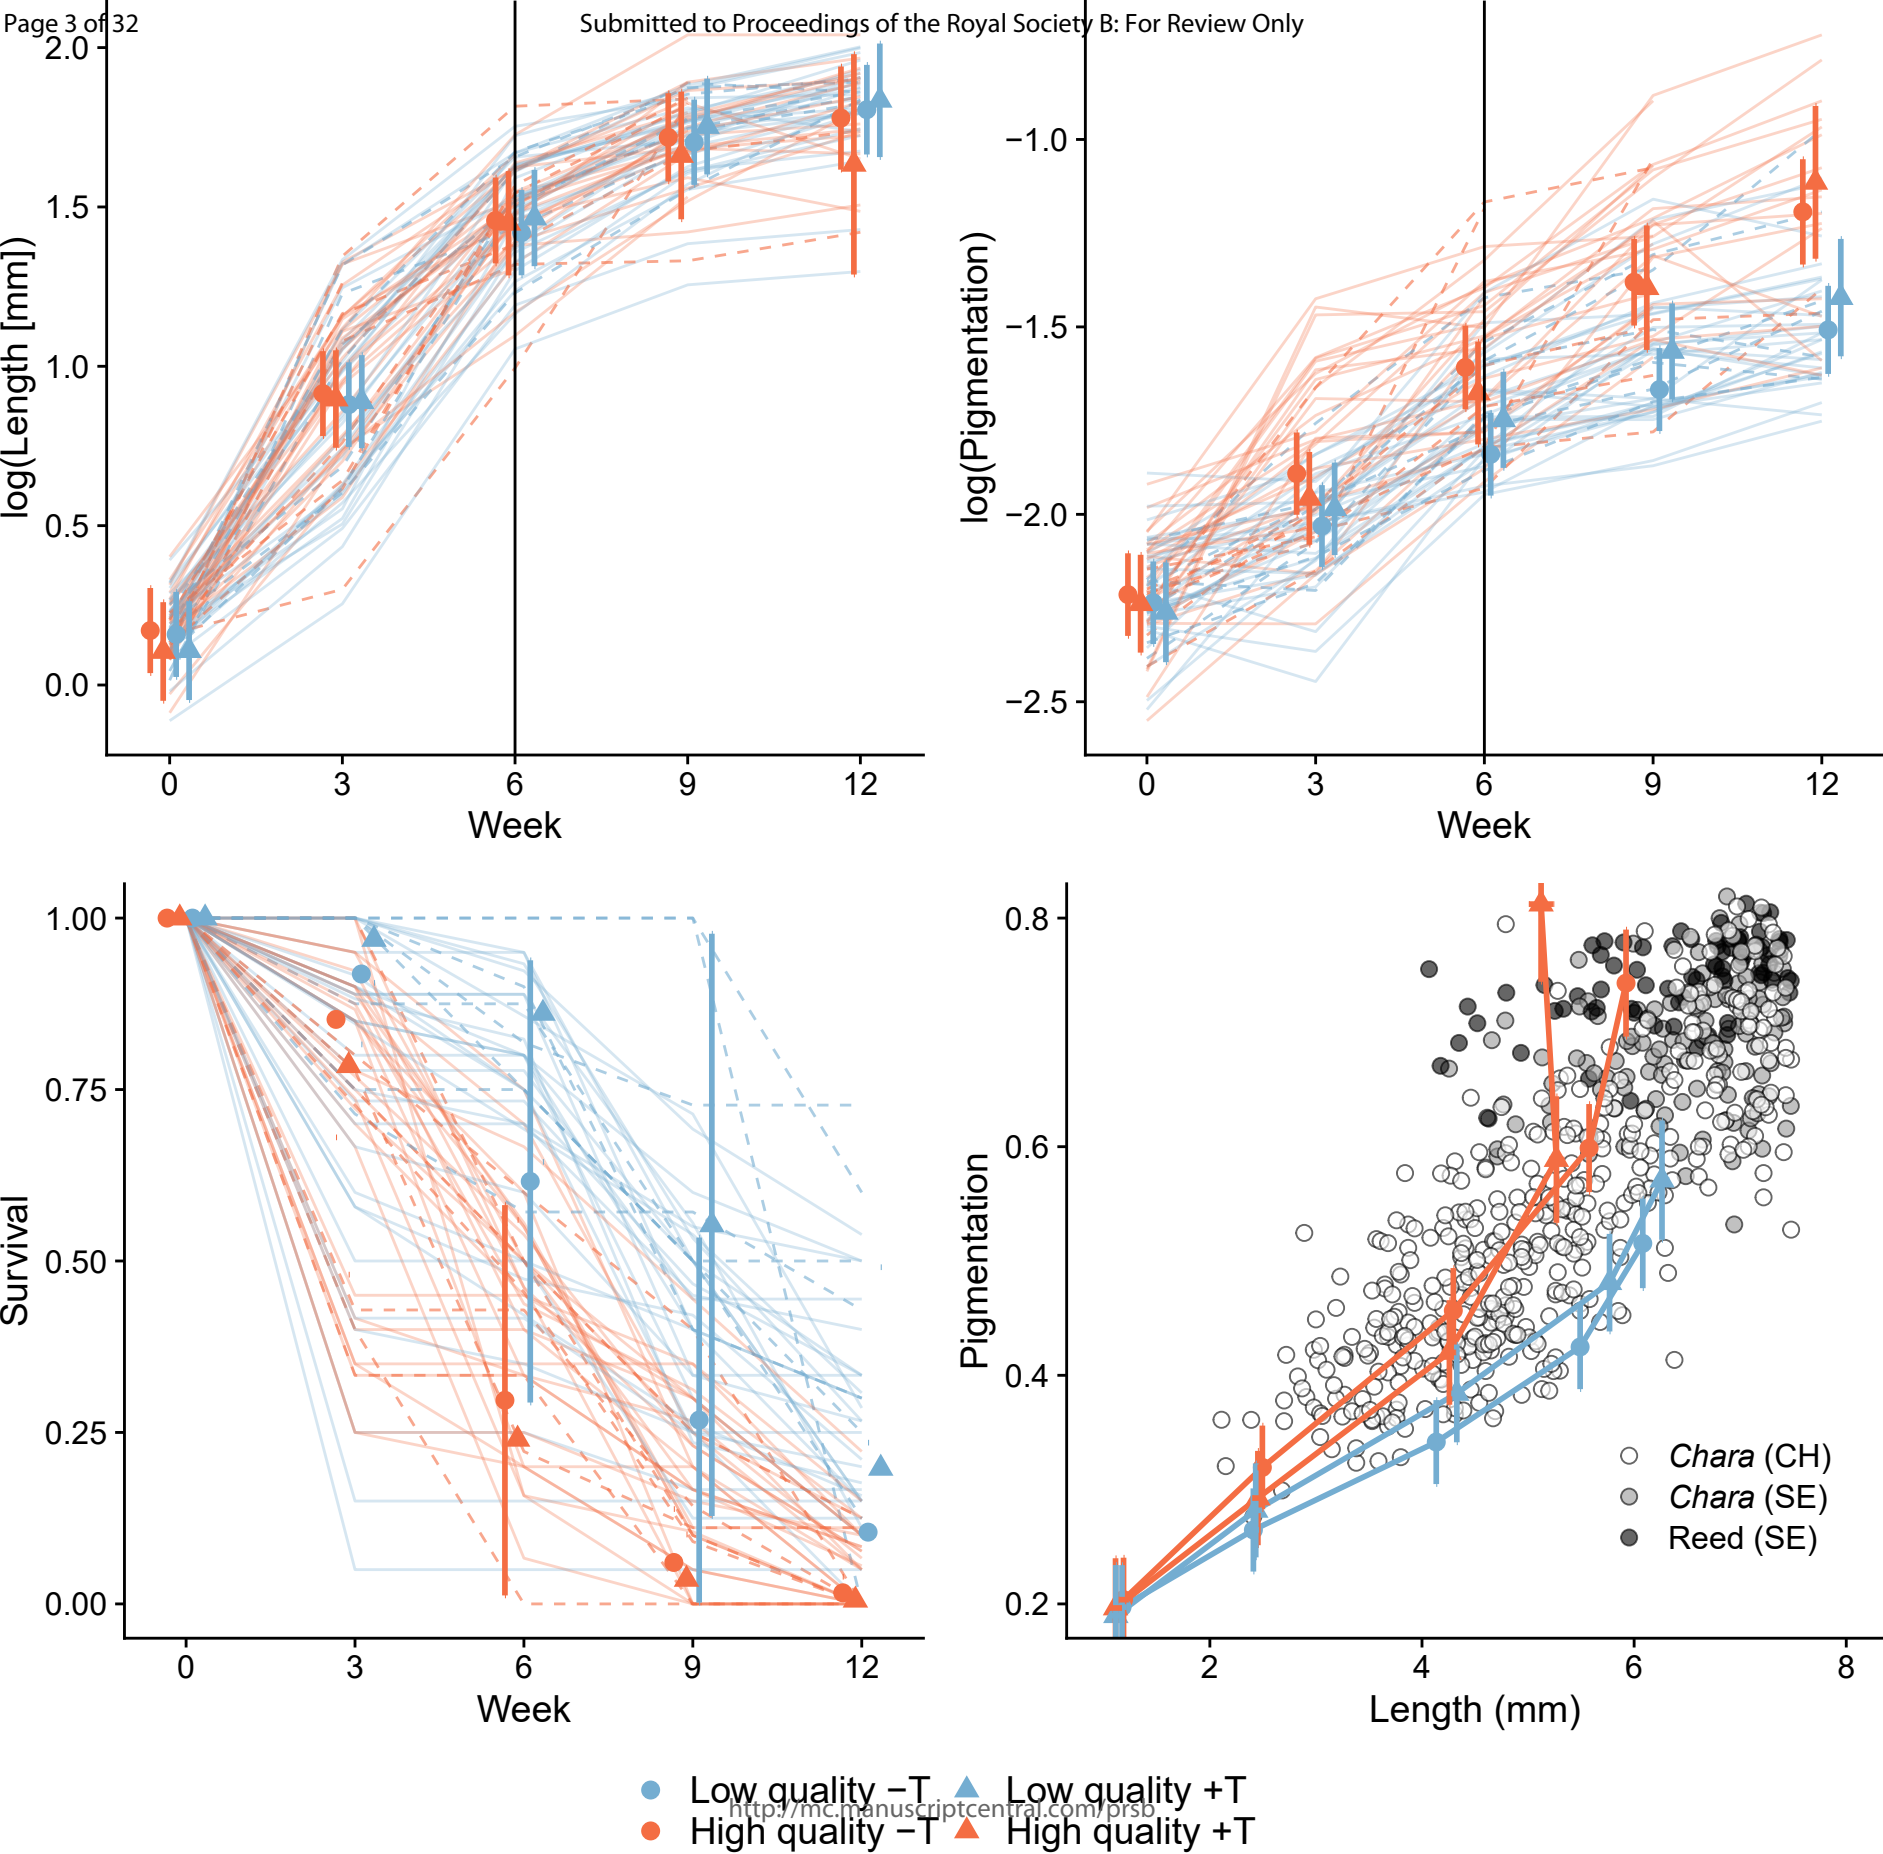 Page 3 of 32
Submitted to Proceedings of the Royal Society B: For Review Only
2.0
1.5
1.0
0.5
0.0
log(Length [mm])
0 3 6 9 12
Week
−1.0
−1.5
−2.0
−2.5
log(Pigmentation)
0 3 6 9 12
Week
1.00
0.75
0.50
0.25
0.00
Survival
0 3 6 9 12
Week
0.8
0.6
0.4
0.2
Pigmentation
Chara (CH)
Chara (SE)
Reed (SE)
2 4 6 8
Length (mm)
Low quality −T Low quality +T
http://mc.manuscriptcentral.com/prsb
High quality −T High quality +T